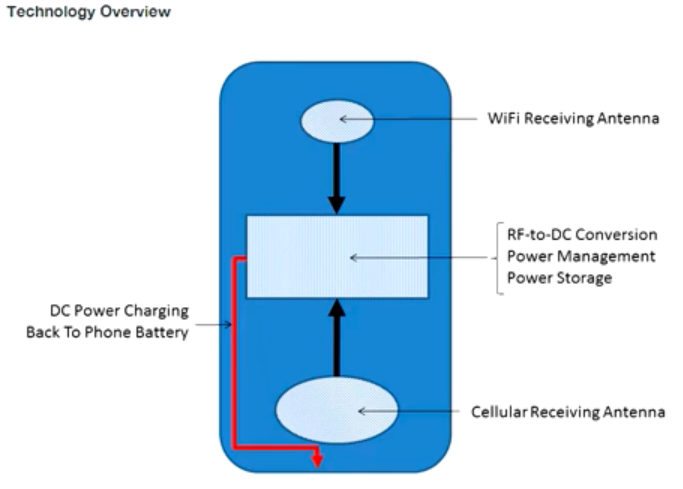 Technology Overview
WiFi Receiving Antenna
RF-to-DC Conversion
Power Management
Power Storage
DC Power Charging
Back To Phone Battery
Cellular Receiving Antenna